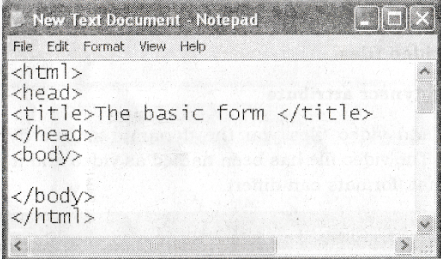 New Text Document - Notepad
File Edit Format View Help
<html>
<head>
<title>The basic form </title>
</head>
<body>
</body>
</html>